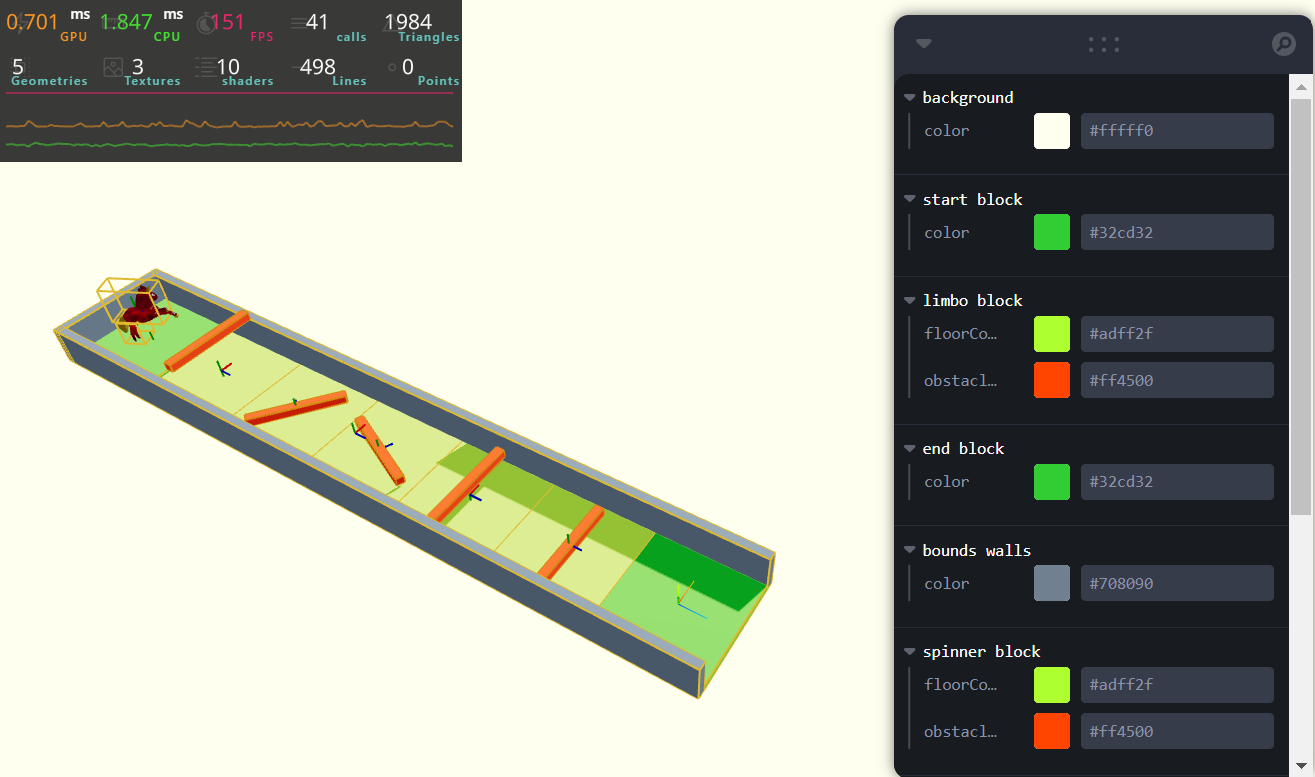 0.701 ms GPU 1.847 ms CPU 151 FPS 41 calls 1984 Triangles
5 Geometries 3 Textures 10 shaders 498 Lines 0 Points
background
color #fffff0
start block
color #32cd32
limbo block
floorCo… #adff2f
obstacl… #ff4500
end block
color #32cd32
bounds walls
color #708090
spinner block
floorCo… #adff2f
obstacl… #ff4500